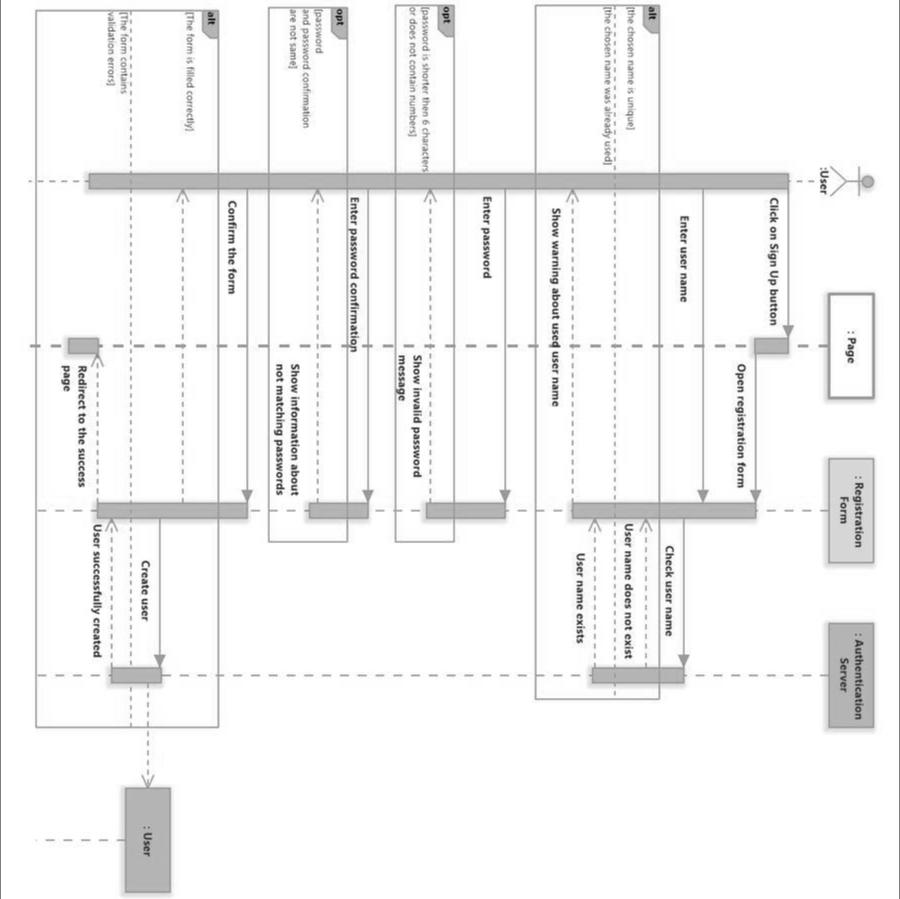 :User
: Page
: Registration
Form
: Authentication
Server
Click on Sign Up button
Open registration form
Enter user name
Check user name
alt
[the chosen name is unique]
User name does not exist
[the chosen name was already used]
User name exists
Show warning about used user name
Enter password
opt
[password is shorter then 6 characters
or does not contain numbers]
Show invalid password
message
Enter password confirmation
opt
[password
and password confirmation
are not same]
Show information about
not matching passwords
Confirm the form
alt
[The form is filled correctly]
Create user
: User
User successfully created
[The form contains
validation errors]
Redirect to the success
page